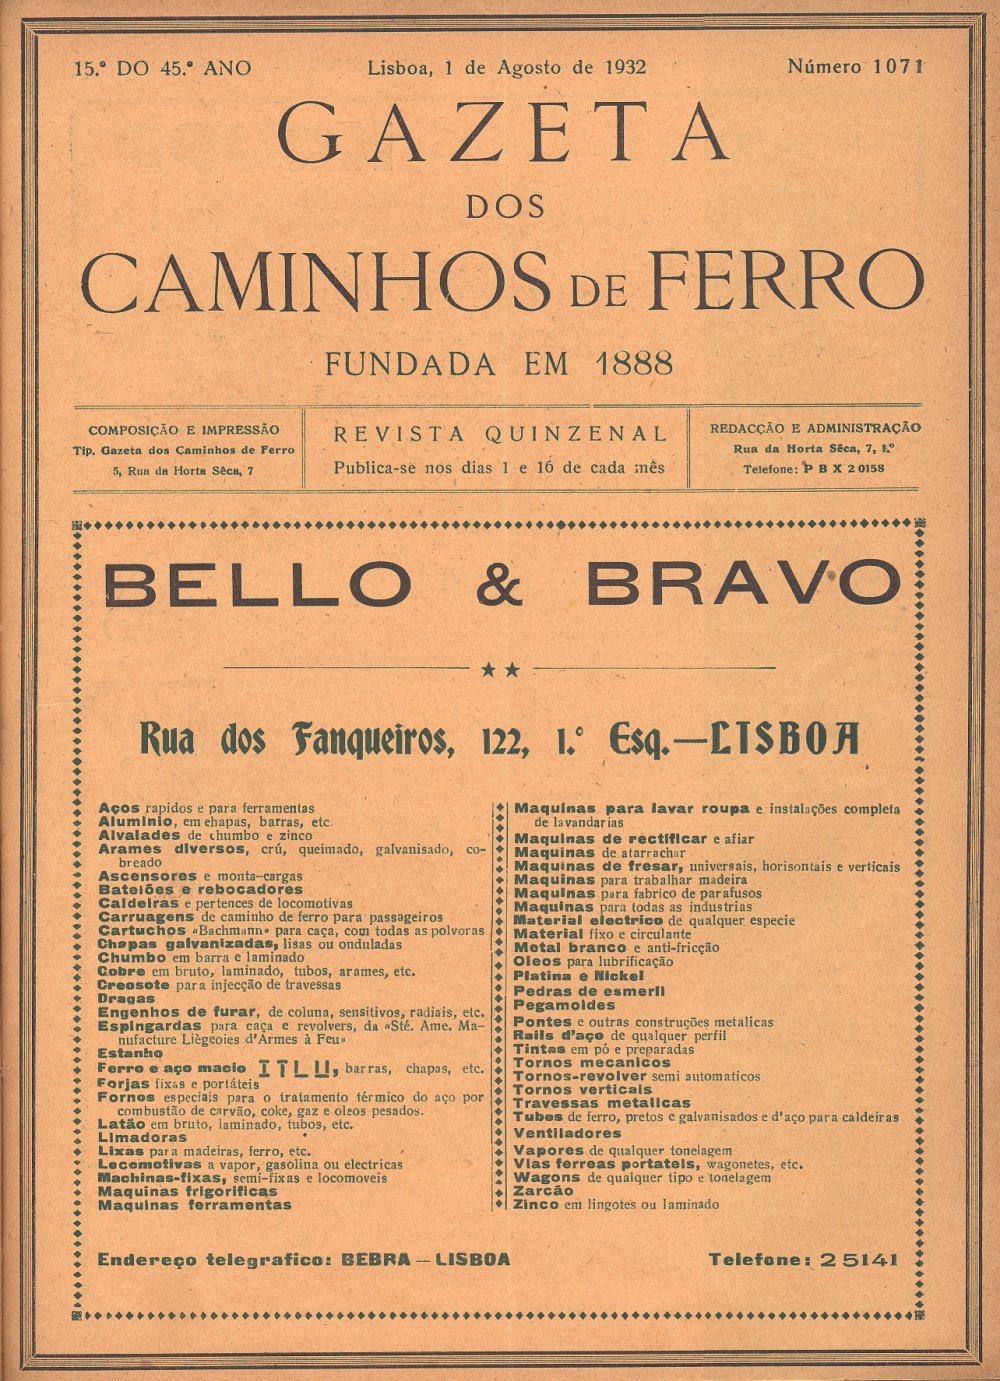 15.º DO 45.º ANO
Lisboa, 1 de Agosto de 1932
Número 1071
GAZETA
DOS
CAMINHOS DE FERRO
FUNDADA EM 1888
COMPOSIÇÃO E IMPRESSÃO
Tip. Gazeta dos Caminhos de Ferro
5, Rua da Horta Sêca, 7
REVISTA QUINZENAL
Publica-se nos dias 1 e 16 de cada mês
REDACÇÃO E ADMINISTRAÇÃO
Rua da Horta Sêca, 7, 1.º
Telefone: P B X 20158
BELLO & BRAVO
Rua dos Fanqueiros, 122, 1.º Esq.—LISBOA
Aços rapidos e para ferramentas
Aluminio, em chapas, barras, etc.
Alvaiades de chumbo e zinco
Arames diversos, crú, queimado, galvanisado, co-
breado
Ascensores e monta-cargas
Batelões e rebocadores
Caldeiras e pertences de locomotivas
Carruagens de caminho de ferro para passageiros
Cartuchos «Bachmann» para caça, com todas as polvoras
Chapas galvanizadas, lisas ou onduladas
Chumbo em barra e laminado
Cobre em bruto, laminado, tubos, arames, etc.
Creosote para injecção de travessas
Dragas
Engenhos de furar, de coluna, sensitivos, radiais, etc.
Espingardas para caça e revolvers, da «Sté. Ame. Ma-
nufacture Liègeoies d'Armes à Feu»
Estanho
Ferro e aço macio ITLU, barras, chapas, etc.
Forjas fixas e portáteis
Fornos especiais para o tratamento térmico do aço por
combustão de carvão, coke, gaz e oleos pesados.
Latão em bruto, laminado, tubos, etc.
Limadoras
Lixas para madeiras, ferro, etc.
Locomotivas a vapor, gasolina ou electricas
Machinas-fixas, semi-fixas e locomoveis
Maquinas frigorificas
Maquinas ferramentas
Maquinas para lavar roupa e instalações completa
de lavandarias
Maquinas de rectificar e afiar
Maquinas de atarrachar
Maquinas de fresar, universais, horisontais e verticais
Maquinas para trabalhar madeira
Maquinas para fabrico de parafusos
Maquinas para todas as industrias
Material electrico de qualquer especie
Material fixo e circulante
Metal branco e anti-fricção
Oleos para lubrificação
Platina e Nickel
Pedras de esmeril
Pegamoides
Pontes e outras construções metalicas
Rails d'aço de qualquer perfil
Tintas em pó e preparadas
Tornos mecanicos
Tornos-revolver semi automaticos
Tornos verticais
Travessas metalicas
Tubos de ferro, pretos e galvanisados e d'aço para caldeiras
Ventiladores
Vapores de qualquer tonelagem
Vias ferreas portateis, wagonetes, etc.
Wagons de qualquer tipo e tonelagem
Zarcão
Zinco em lingotes ou laminado
Endereço telegrafico: BEBRA — LISBOA
Telefone: 25141